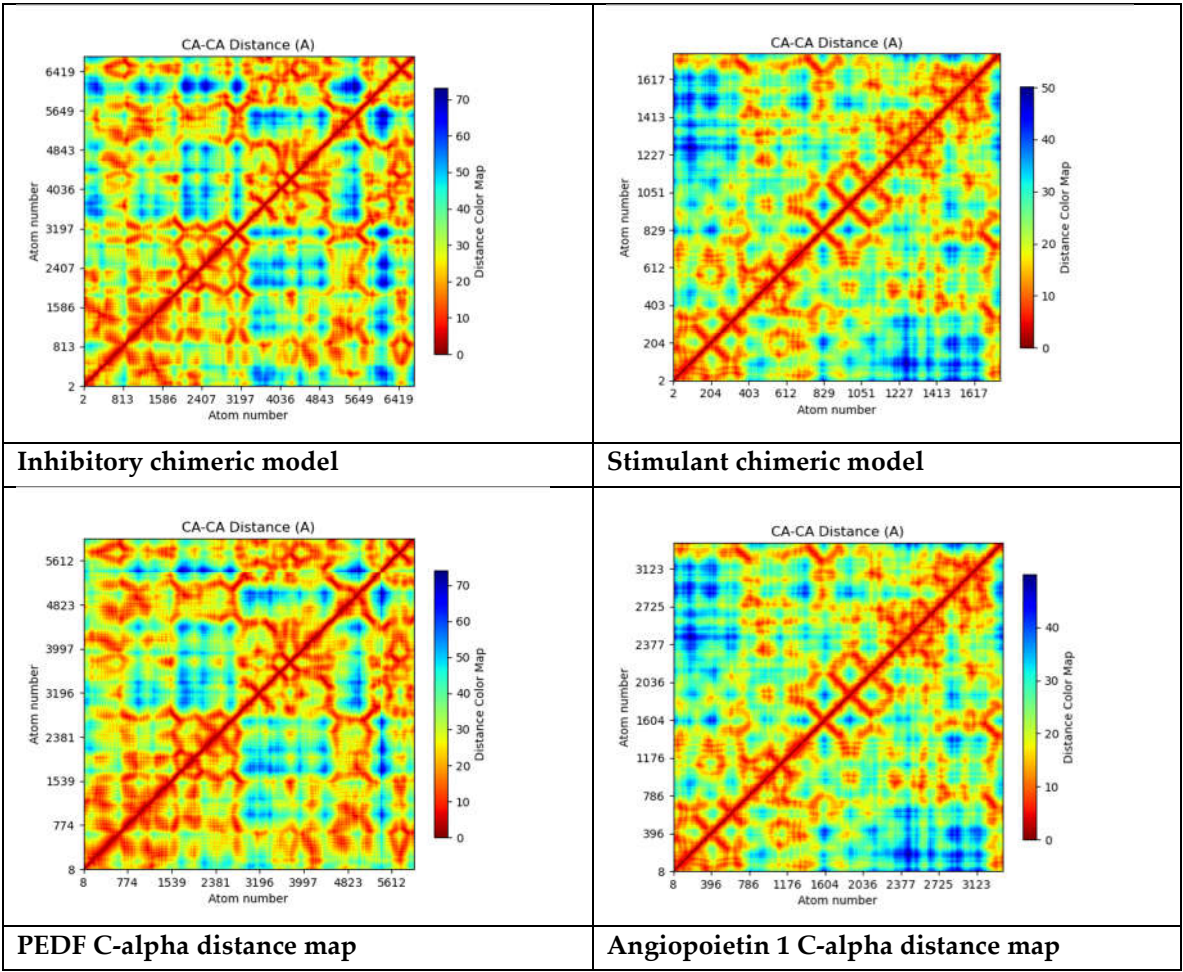 CA-CA Distance (A)
6419
5649
4843
4036
3197
2407
1586
813
2
Atom number
2 813 1586 2407 3197 4036 4843 5649 6419
Atom number
70
60
50
40
30
20
10
0
Distance Color Map
CA-CA Distance (A)
1617
1413
1227
1051
829
612
403
204
2
Atom number
2 204 403 612 829 1051 1227 1413 1617
Atom number
50
40
30
20
10
0
Distance Color Map
Inhibitory chimeric model
Stimulant chimeric model
CA-CA Distance (A)
5612
4823
3997
3196
2381
1539
774
8
Atom number
8 774 1539 2381 3196 3997 4823 5612
Atom number
70
60
50
40
30
20
10
0
Distance Color Map
CA-CA Distance (A)
3123
2725
2377
2036
1604
1176
786
396
8
Atom number
8 396 786 1176 1604 2036 2377 2725 3123
Atom number
40
30
20
10
0
Distance Color Map
PEDF C-alpha distance map
Angiopoietin 1 C-alpha distance map